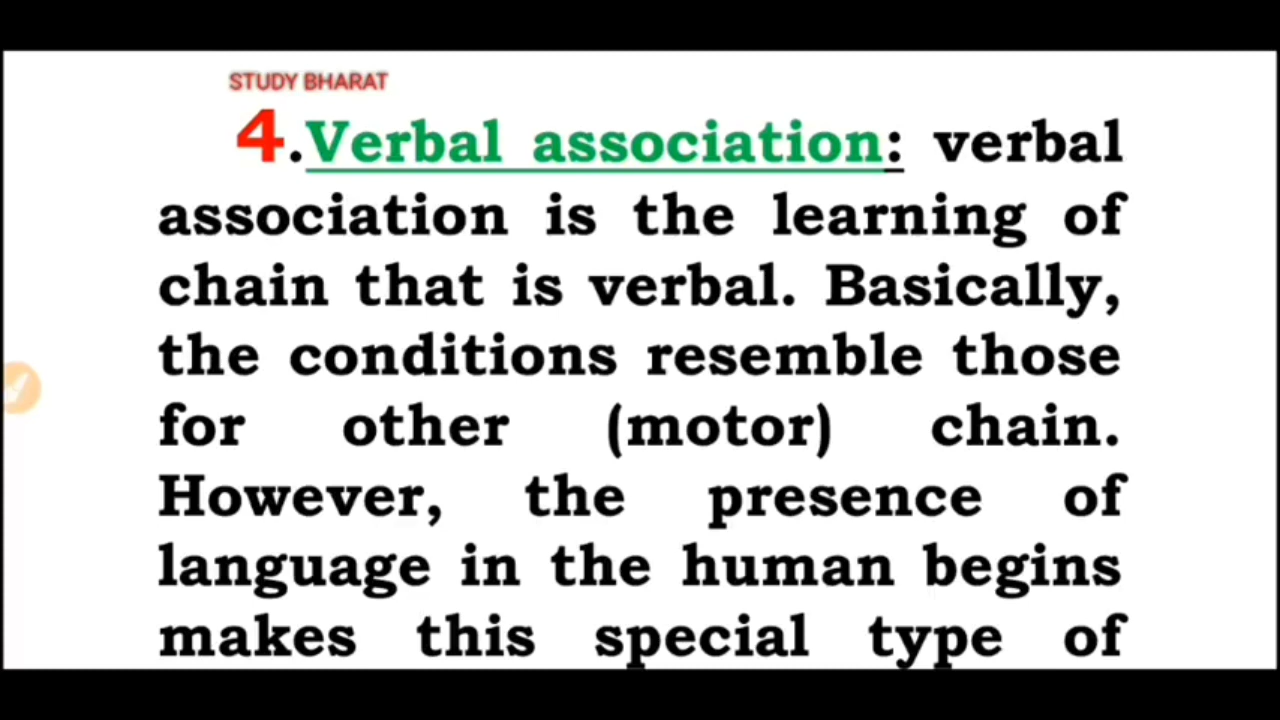 STUDY BHARAT
4.Verbal association: verbal
association is the learning of
chain that is verbal. Basically,
the conditions resemble those
for other (motor) chain.
However, the presence of
language in the human begins
makes this special type of